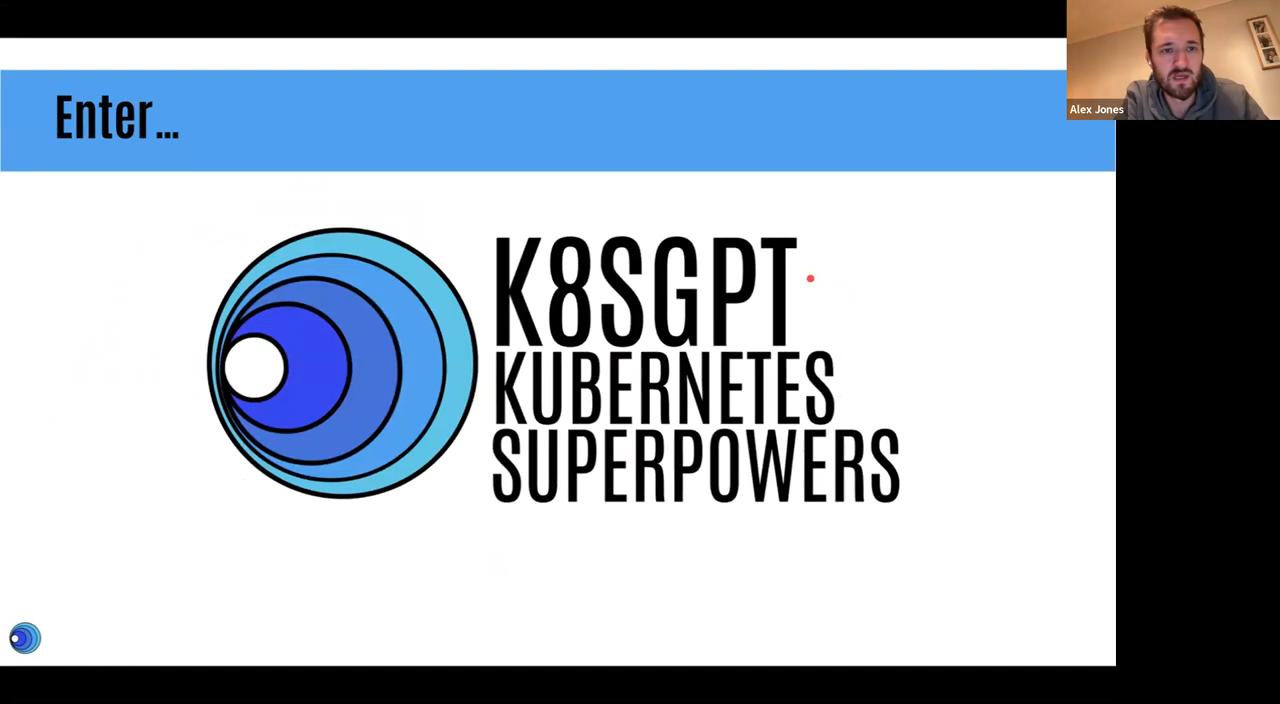 Enter...
K8SGPT
KUBERNETES
SUPERPOWERS
Alex Jones